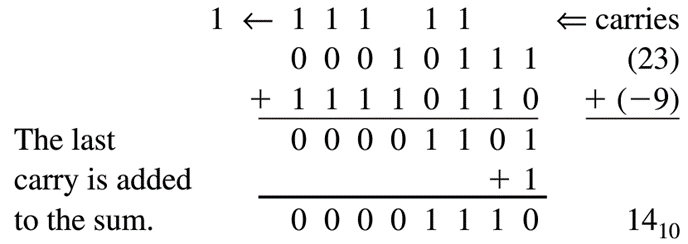 1 ← 1 1 1 1 1 ⇐ carries
0 0 0 1 0 1 1 1 (23)
+ 1 1 1 1 0 1 1 0 + (−9)
The last 0 0 0 0 1 1 0 1
carry is added + 1
to the sum. 0 0 0 0 1 1 1 0 14₁₀